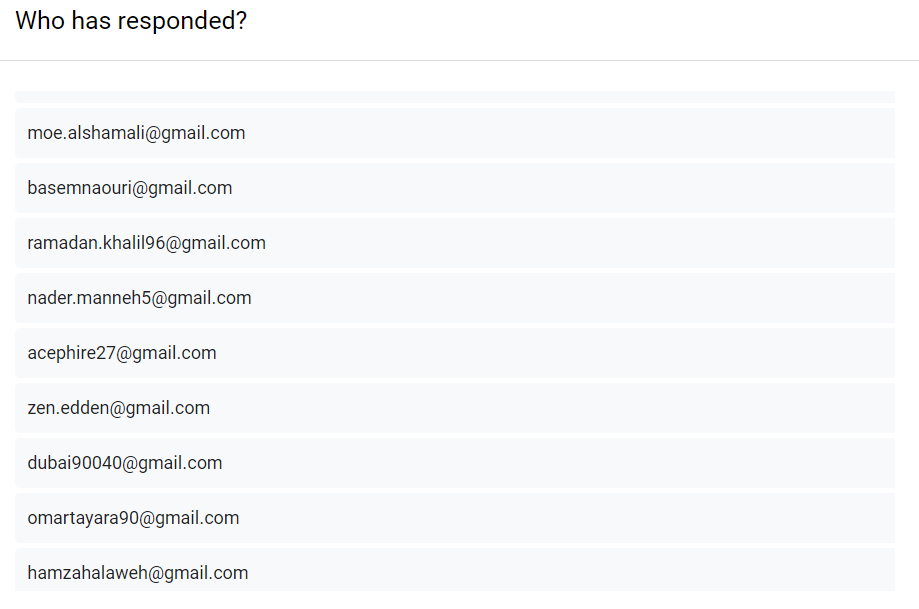 Who has responded?
moe.alshamali@gmail.com
basemnaouri@gmail.com
ramadan.khalil96@gmail.com
nader.manneh5@gmail.com
acephire27@gmail.com
zen.edden@gmail.com
dubai90040@gmail.com
omartayara90@gmail.com
hamzahalaweh@gmail.com